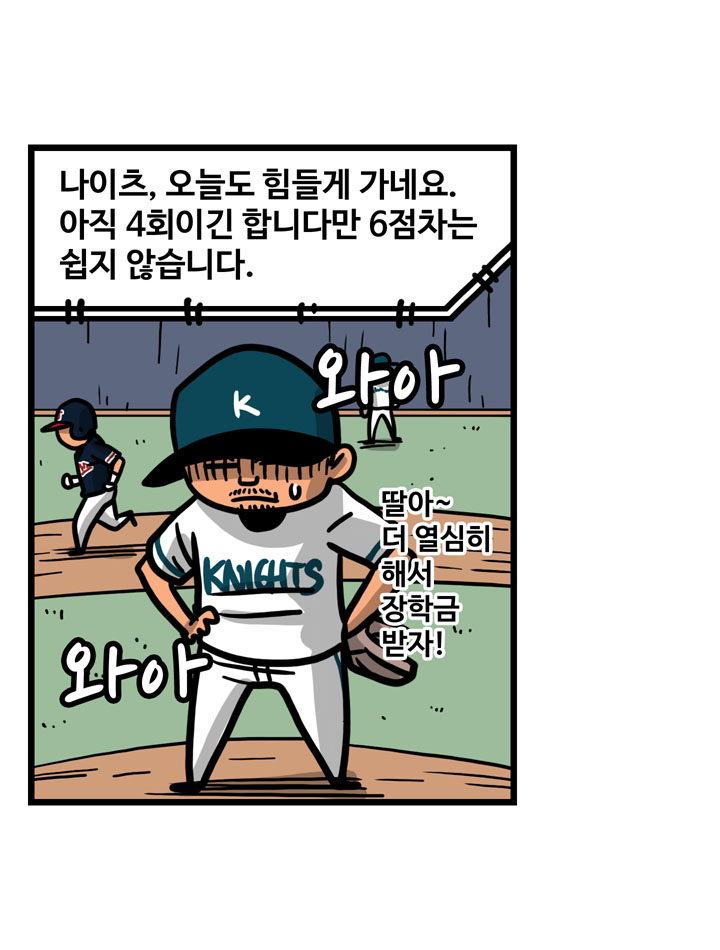 나이츠, 오늘도 힘들게 가네요.
아직 4회이긴 합니다만 6점차는
쉽지 않습니다.
와아
K
딸아~
더 열심히
해서
장학금
받자!
KNIGHTS
와아